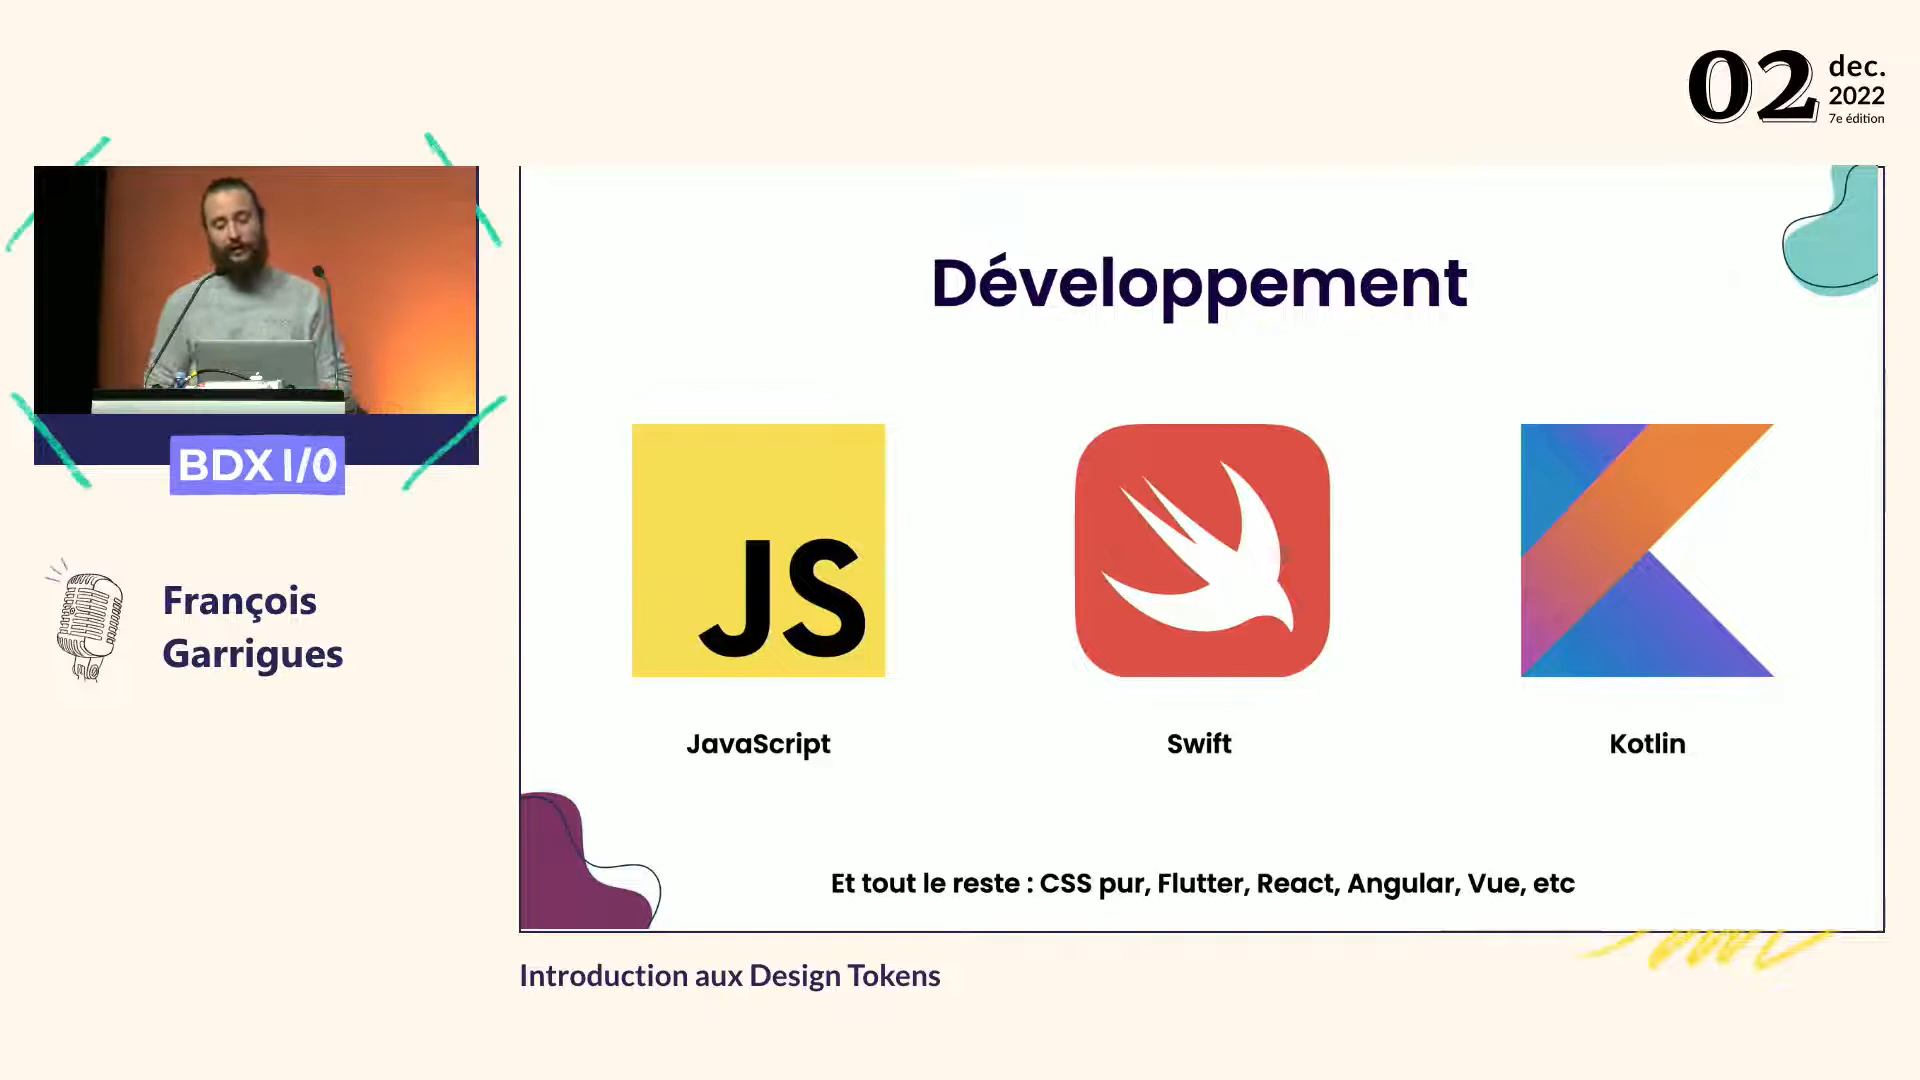 02
dec.
2022
7e édition
BDX I/O
François
Garrigues
Développement
JS
JavaScript
Swift
Kotlin
Et tout le reste : CSS pur, Flutter, React, Angular, Vue, etc
Introduction aux Design Tokens